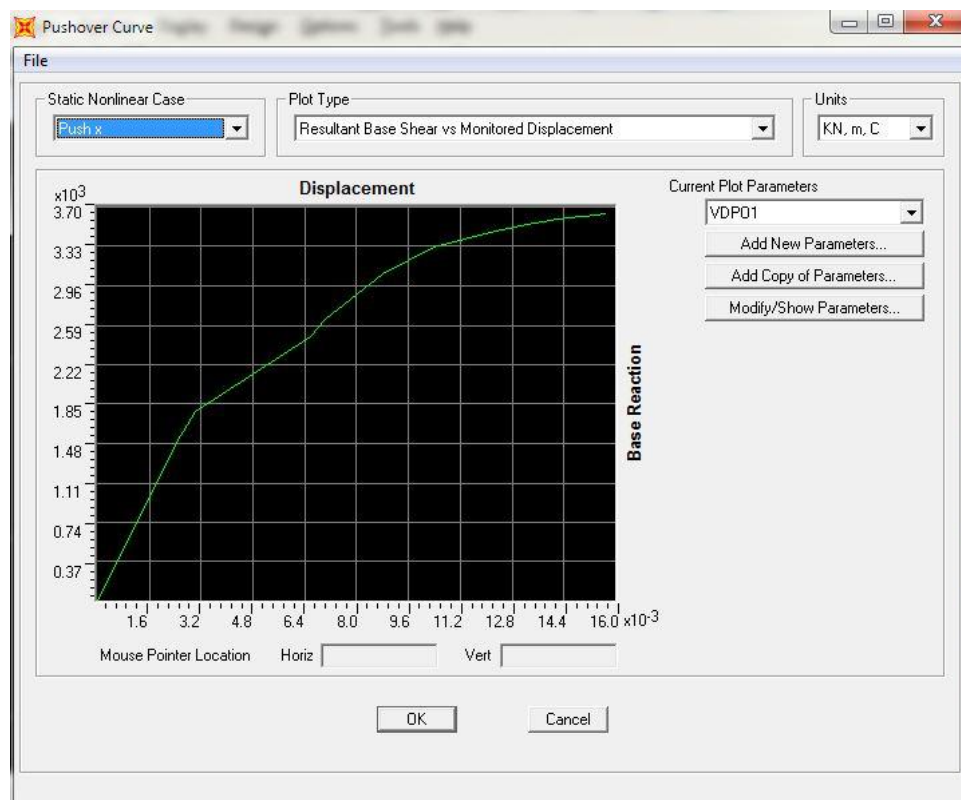 Pushover Curve
File
Static Nonlinear Case
Plot Type
Units
Push x
Resultant Base Shear vs Monitored Displacement
KN, m, C
Displacement
x10³
3.70
3.33
2.96
2.59
2.22
1.85
1.48
1.11
0.74
0.37
1.6 3.2 4.8 6.4 8.0 9.6 11.2 12.8 14.4 16.0 x10⁻³
Base Reaction
Current Plot Parameters
VDPO1
Add New Parameters...
Add Copy of Parameters...
Modify/Show Parameters...
Mouse Pointer Location Horiz Vert
OK Cancel